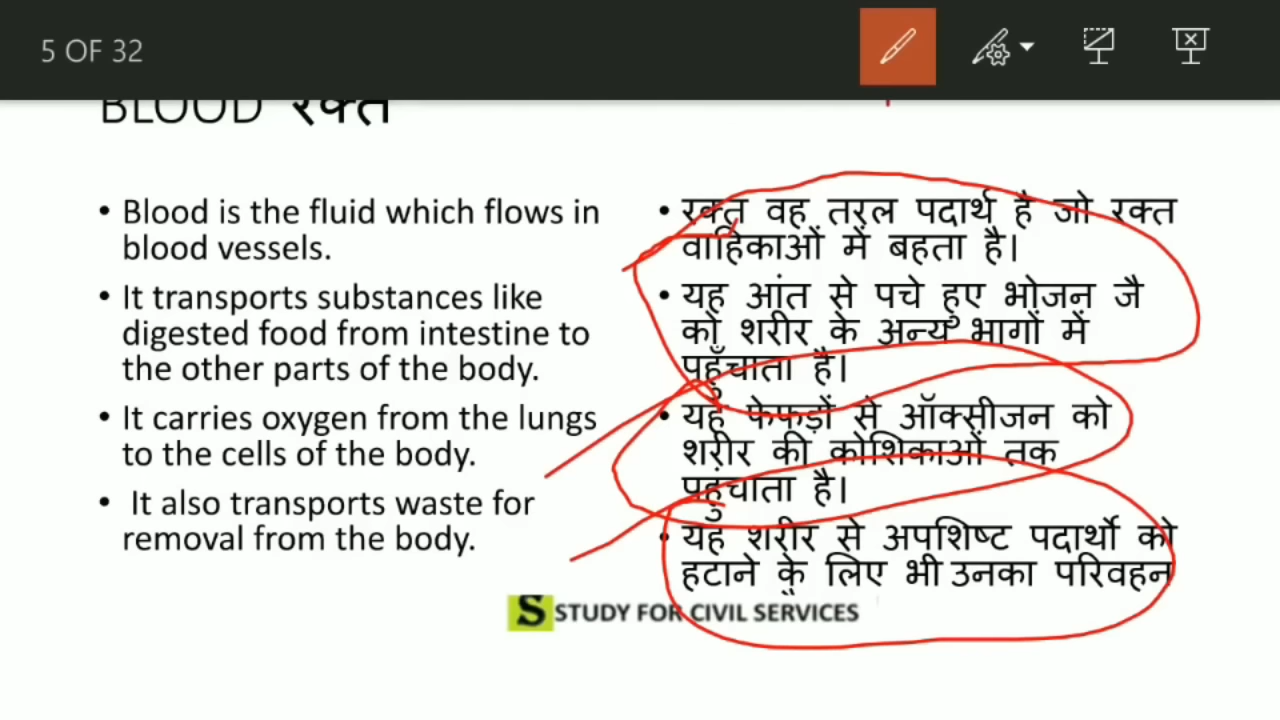 5 OF 32
BLOOD रक्त
• Blood is the fluid which flows in
blood vessels.
• It transports substances like
digested food from intestine to
the other parts of the body.
• It carries oxygen from the lungs
to the cells of the body.
• It also transports waste for
removal from the body.
• रक्त वह तरल पदार्थ है जो रक्त
वाहिकाओं में बहता है।
• यह आंत से पचे हुए भोजन जै
को शरीर के अन्य भागों में
पहुँचाता है।
• यह फेफड़ों से ऑक्सीजन को
शरीर की कोशिकाओं तक
पहुंचाता है।
• यह शरीर से अपशिष्ट पदार्थो को
हटाने के लिए भी उनका परिवहन
S STUDY FOR CIVIL SERVICES